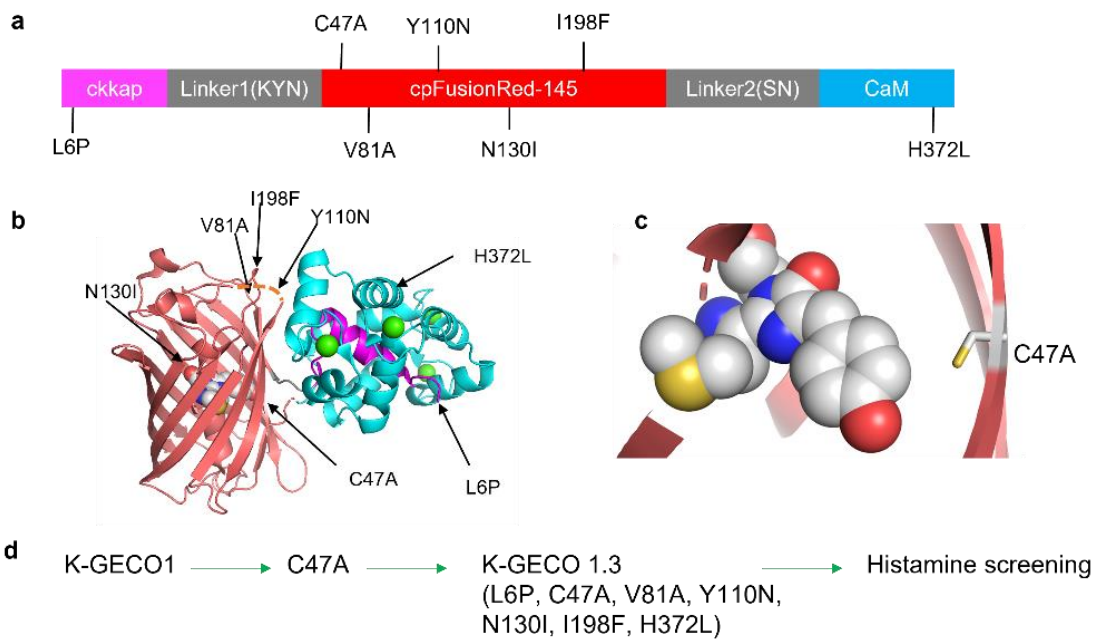 a
C47A
Y110N
I198F
ckkap
Linker1(KYN)
cpFusionRed-145
Linker2(SN)
CaM
L6P
V81A
N130I
H372L
b
I198F
V81A
Y110N
H372L
N130I
C47A
L6P
c
C47A
d
K-GECO1
C47A
K-GECO 1.3
(L6P, C47A, V81A, Y110N,
N130I, I198F, H372L)
Histamine screening